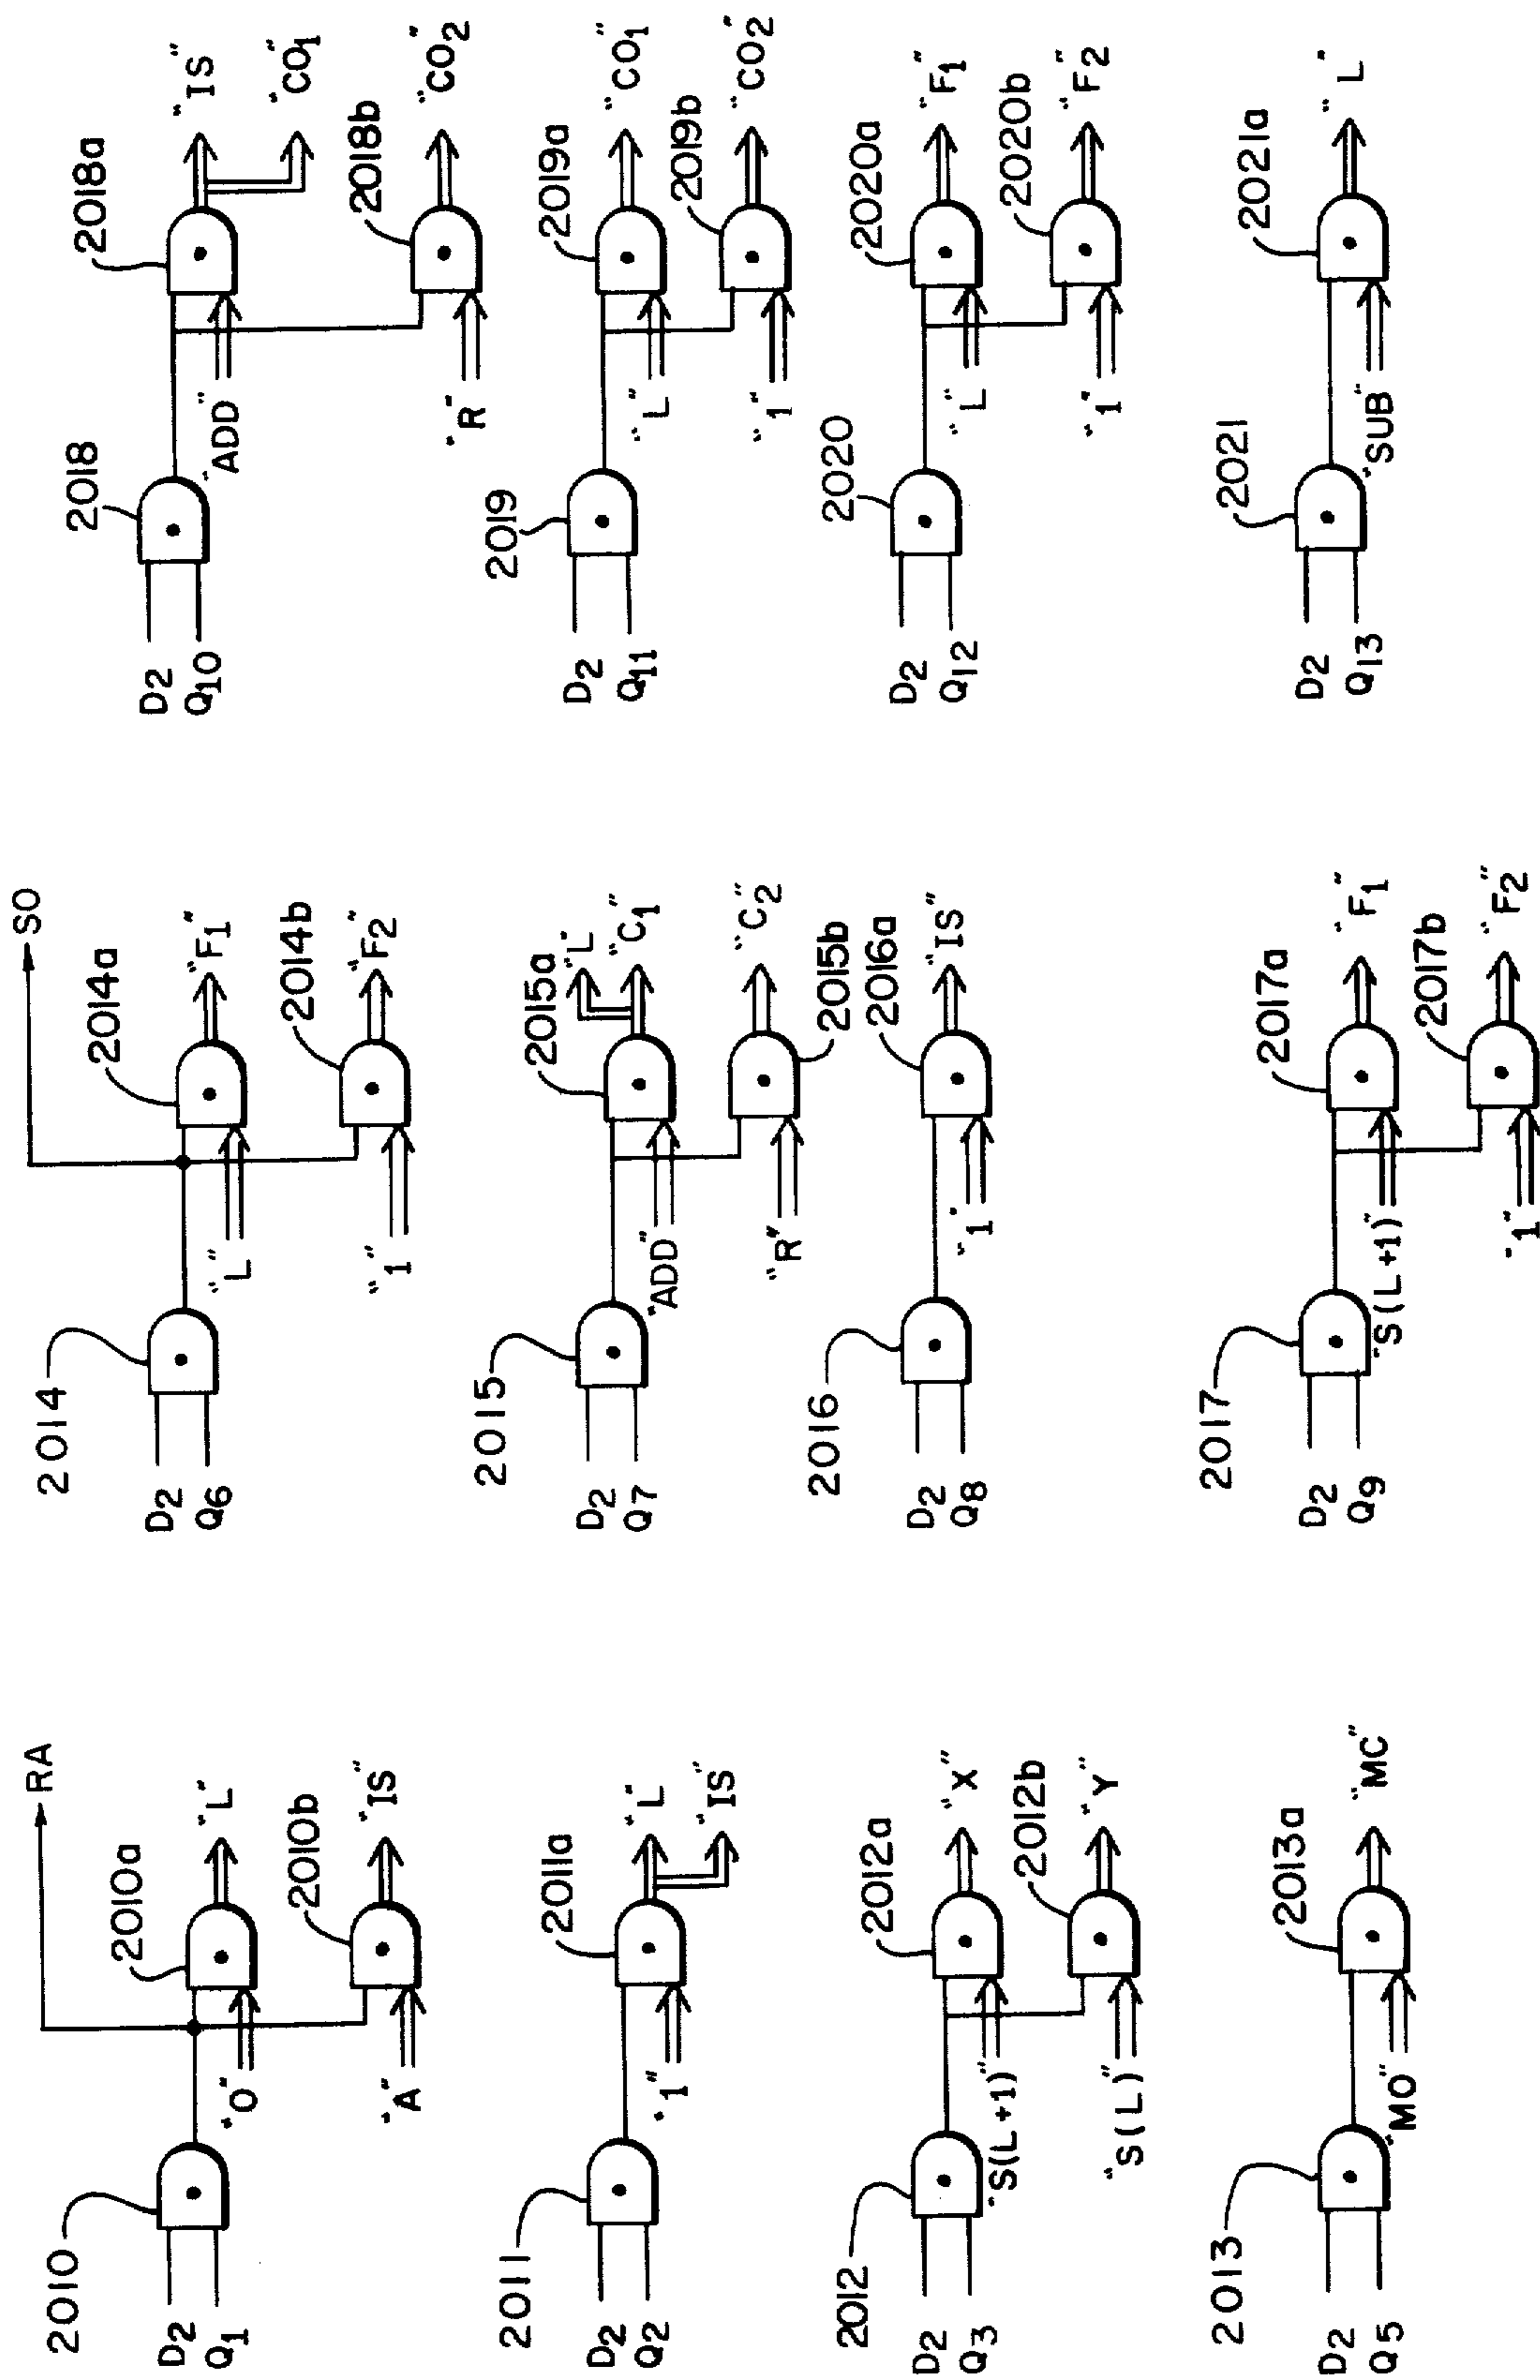 RA
2010
D2
Q1
"O"
2010a
"L"
"A"
2010b
"IS"
2011
D2
Q2
"1"
2011a
"L"
"IS"
2012
D2
Q3
"S(L+1)"
2012a
"X"
"S(L)"
2012b
"Y"
2013
D2
Q5
"MO"
2013a
"MC"
SO
2014
D2
Q6
"L"
2014a
"F1"
"1"
2014b
"F2"
2015
D2
Q7
"ADD"
2015a
"L"
"C1"
"R"
2015b
"C2"
2016
D2
Q8
"1"
2016a
"IS"
2017
D2
Q9
"S(L+1)"
2017a
"F1"
"1"
2017b
"F2"
2018
D2
Q10
"ADD"
2018a
"IS"
"CO1"
"R"
2018b
"CO2"
2019
D2
Q11
"L"
2019a
"CO1"
"1"
2019b
"CO2"
2020
D2
Q12
"L"
2020a
"F1"
"1"
2020b
"F2"
2021
D2
Q13
"SUB"
2021a
"L"